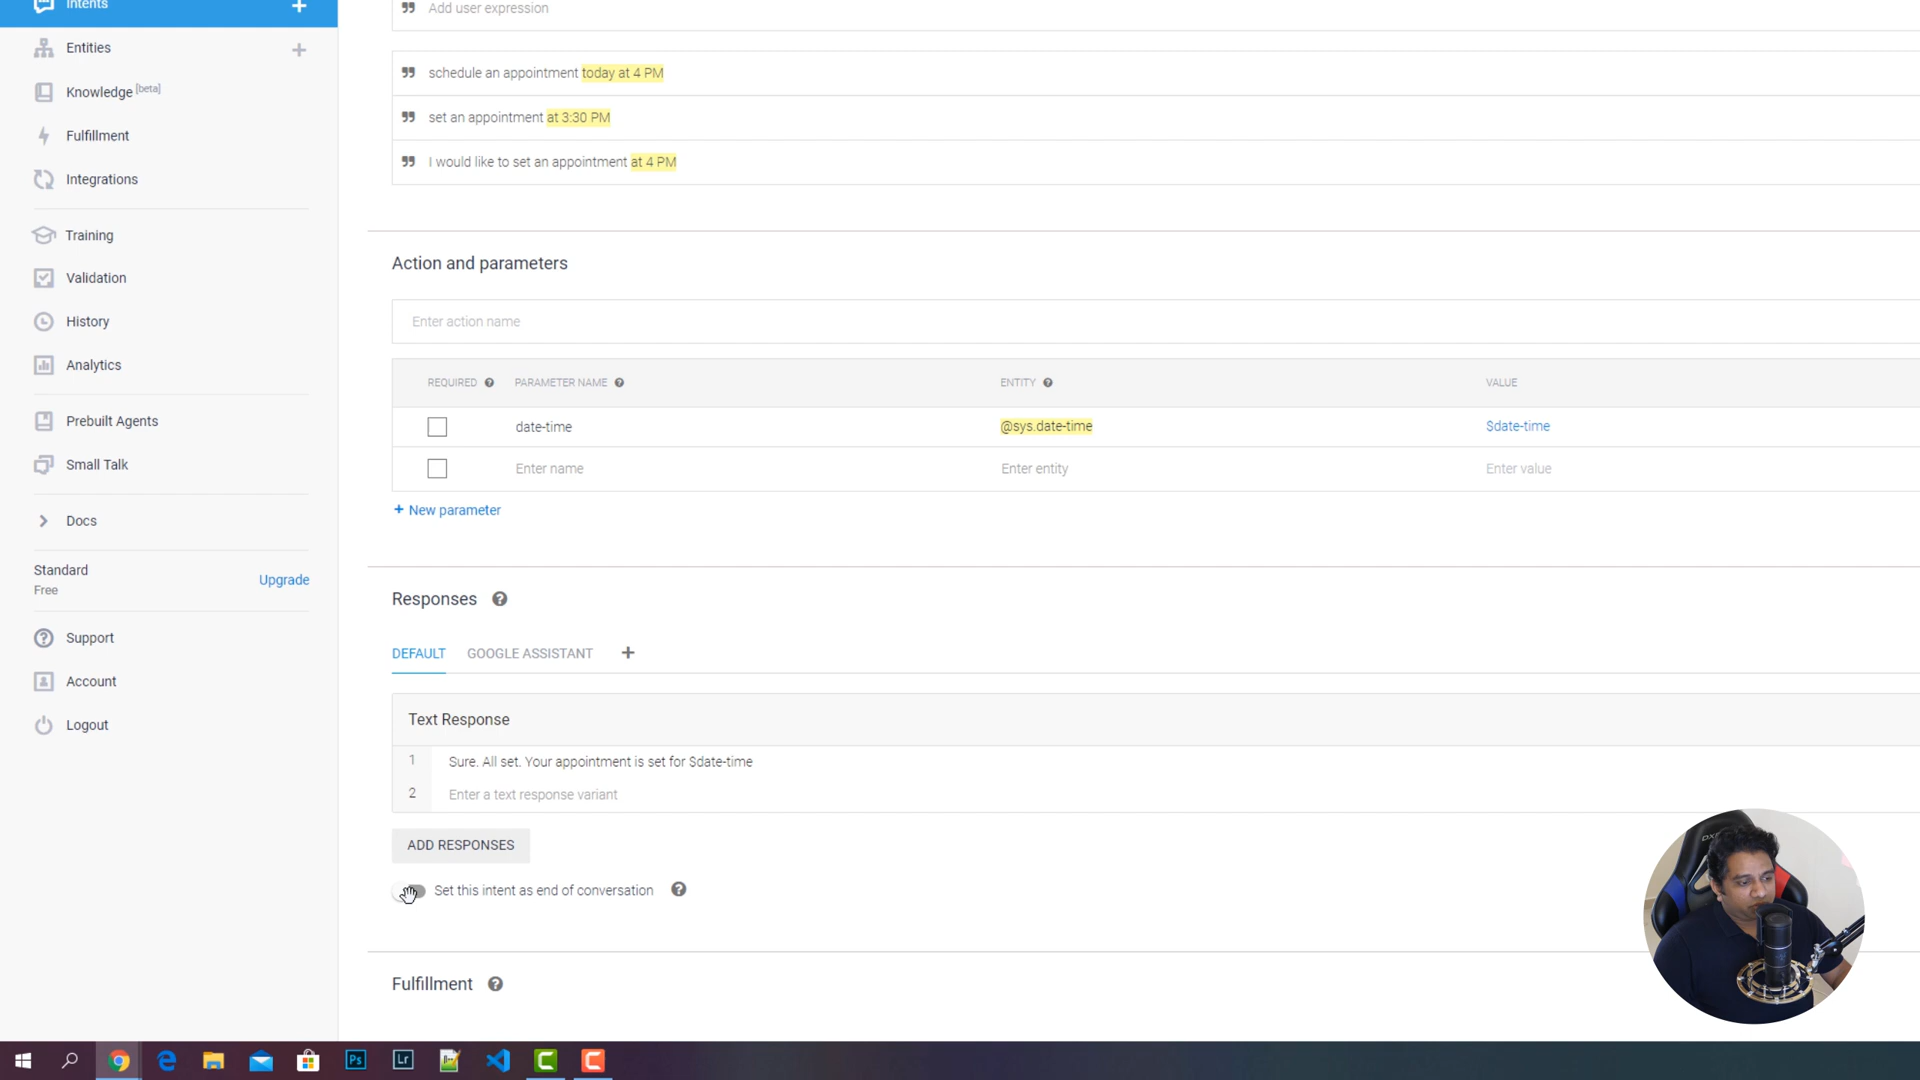 Intents
Add user expression
Entities
Knowledge [beta]
schedule an appointment today at 4 PM
set an appointment at 3:30 PM
Fulfillment
I would like to set an appointment at 4 PM
Integrations
Training
Action and parameters
Validation
History
Enter action name
Analytics
REQUIRED PARAMETER NAME ENTITY VALUE
Prebuilt Agents
date-time @sys.date-time $date-time
Small Talk
Enter name Enter entity Enter value
+ New parameter
Docs
Standard
Free
Upgrade
Responses
Support
DEFAULT GOOGLE ASSISTANT +
Account
Logout
Text Response
1 Sure. All set. Your appointment is set for $date-time
2 Enter a text response variant
ADD RESPONSES
Set this intent as end of conversation
Fulfillment
Ps
Lr